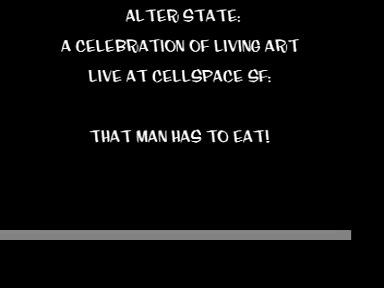 ALTER STATE:
A CELEBRATION OF LIVING ART
LIVE AT CELLSPACE SF:
THAT MAN HAS TO EAT!